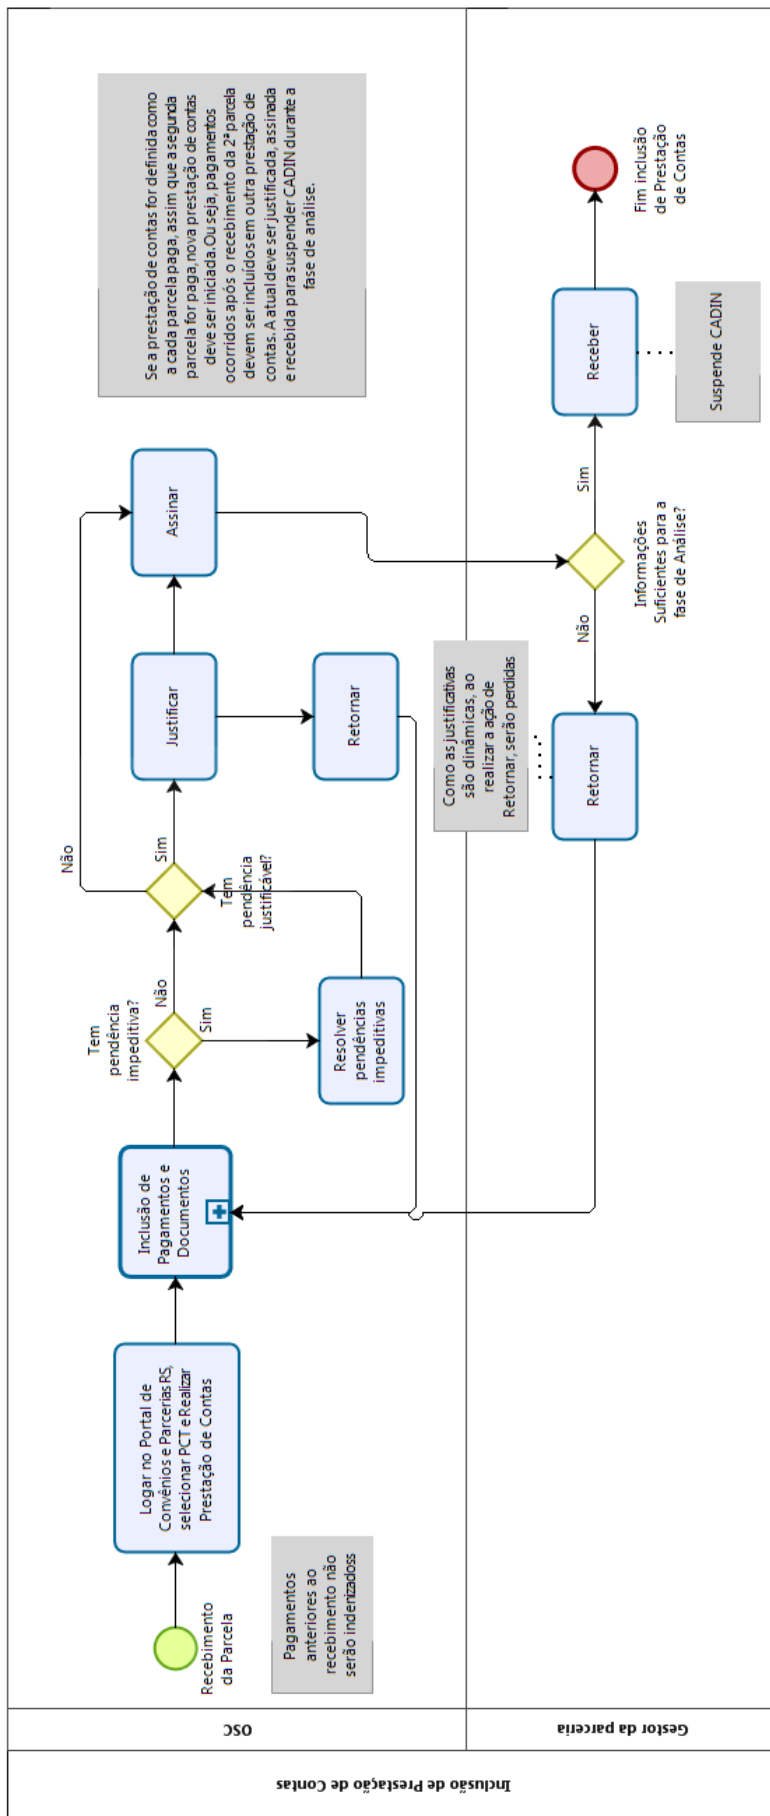 Inclusão de Prestação de Contas
OSC
Gestor da parceria
Recebimento
da Parcela
Pagamentos
anteriores ao
recebimento não
serão indenizadoss
Logar no Portal de
Convênios e Parcerias RS,
selecionar PCT e Realizar
Prestação de Contas
Inclusão de
Pagamentos e
Documentos
Tem
pendência
impeditiva?
Não
Sim
Resolver
pendências
impeditivas
Tem
pendência
justificável?
Não
Sim
Justificar
Retornar
Assinar
Se a prestação de contas for definida como
a cada parcela paga, assim que a segunda
parcela for paga, nova prestação de contas
deve ser iniciada. Ou seja, pagamentos
ocorridos após o recebimento da 2ª parcela
devem ser incluídos em outra prestação de
contas. A atual deve ser justificada, assinada
e recebida para suspender CADIN durante a
fase de análise.
Como as justificativas
são dinâmicas, ao
realizar a ação de
Retornar, serão perdidas
Retornar
Não
Informações
Suficientes para a
fase de Análise?
Sim
Receber
Suspende CADIN
Fim inclusão
de Prestação
de Contas